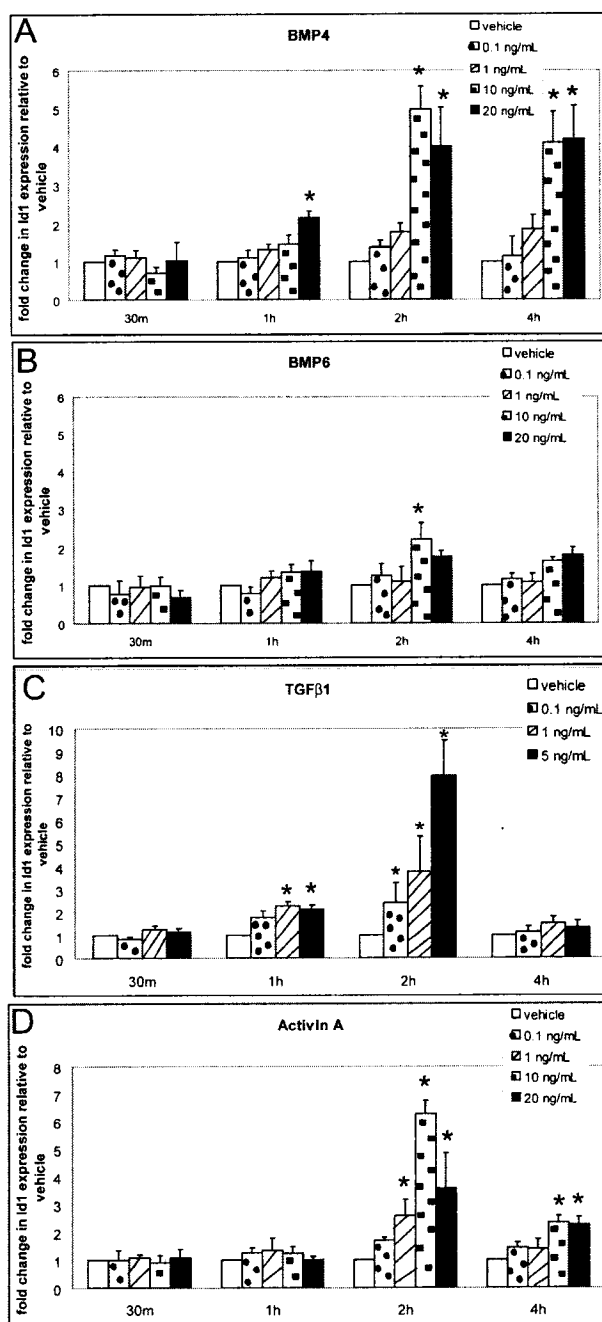 A
BMP4
vehicle
0.1 ng/mL
1 ng/mL
10 ng/mL
20 ng/mL
fold change in Id1 expression relative to
vehicle
6
5
4
3
2
1
0
* * * * *
30m 1h 2h 4h
B
BMP6
vehicle
0.1 ng/mL
1 ng/mL
10 ng/mL
20 ng/mL
fold change in Id1 expression relative to
vehicle
6
5
4
3
2
1
0
*
30m 1h 2h 4h
C
TGFβ1
vehicle
0.1 ng/mL
1 ng/mL
5 ng/mL
fold change in Id1 expression relative to
vehicle
10
9
8
7
6
5
4
3
2
1
0
* * * * *
30m 1h 2h 4h
D
Activin A
vehicle
0.1 ng/mL
1 ng/mL
10 ng/mL
20 ng/mL
fold change in Id1 expression relative to
vehicle
8
7
6
5
4
3
2
1
0
* * * * *
30m 1h 2h 4h